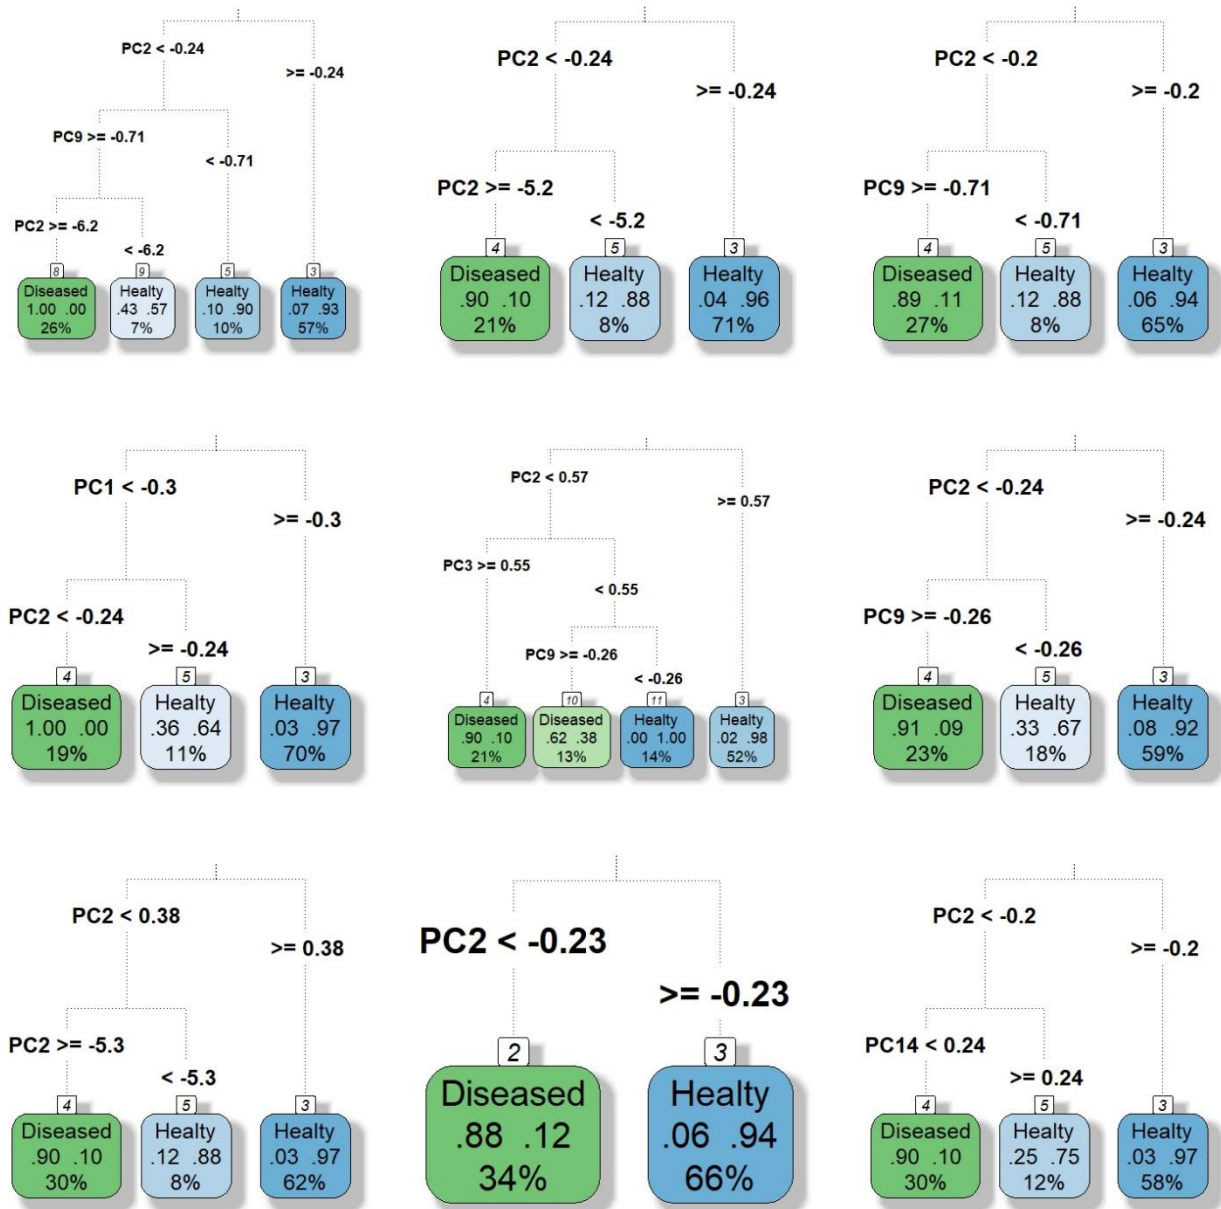 PC2 < -0.24
>= -0.24
PC9 >= -0.71
< -0.71
PC2 >= -6.2
< -6.2
8
Diseased
1.00 .00
26%
9
Healty
.43 .57
7%
5
Healty
.10 .90
10%
3
Healty
.07 .93
57%
PC2 < -0.24
>= -0.24
PC2 >= -5.2
< -5.2
4
Diseased
.90 .10
21%
5
Healty
.12 .88
8%
3
Healty
.04 .96
71%
PC2 < -0.2
>= -0.2
PC9 >= -0.71
< -0.71
4
Diseased
.89 .11
27%
5
Healty
.12 .88
8%
3
Healty
.06 .94
65%
PC1 < -0.3
>= -0.3
PC2 < -0.24
>= -0.24
4
Diseased
1.00 .00
19%
5
Healty
.36 .64
11%
3
Healty
.03 .97
70%
PC2 < 0.57
>= 0.57
PC3 >= 0.55
< 0.55
PC9 >= -0.26
< -0.26
4
Diseased
.90 .10
21%
10
Diseased
.62 .38
13%
11
Healty
.00 1.00
14%
3
Healty
.02 .98
52%
PC2 < -0.24
>= -0.24
PC9 >= -0.26
< -0.26
4
Diseased
.91 .09
23%
5
Healty
.33 .67
18%
3
Healty
.08 .92
59%
PC2 < 0.38
>= 0.38
PC2 >= -5.3
< -5.3
4
Diseased
.90 .10
30%
5
Healty
.12 .88
8%
3
Healty
.03 .97
62%
PC2 < -0.23
>= -0.23
2
Diseased
.88 .12
34%
3
Healty
.06 .94
66%
PC2 < -0.2
>= -0.2
PC14 < 0.24
>= 0.24
4
Diseased
.90 .10
30%
5
Healty
.25 .75
12%
3
Healty
.03 .97
58%